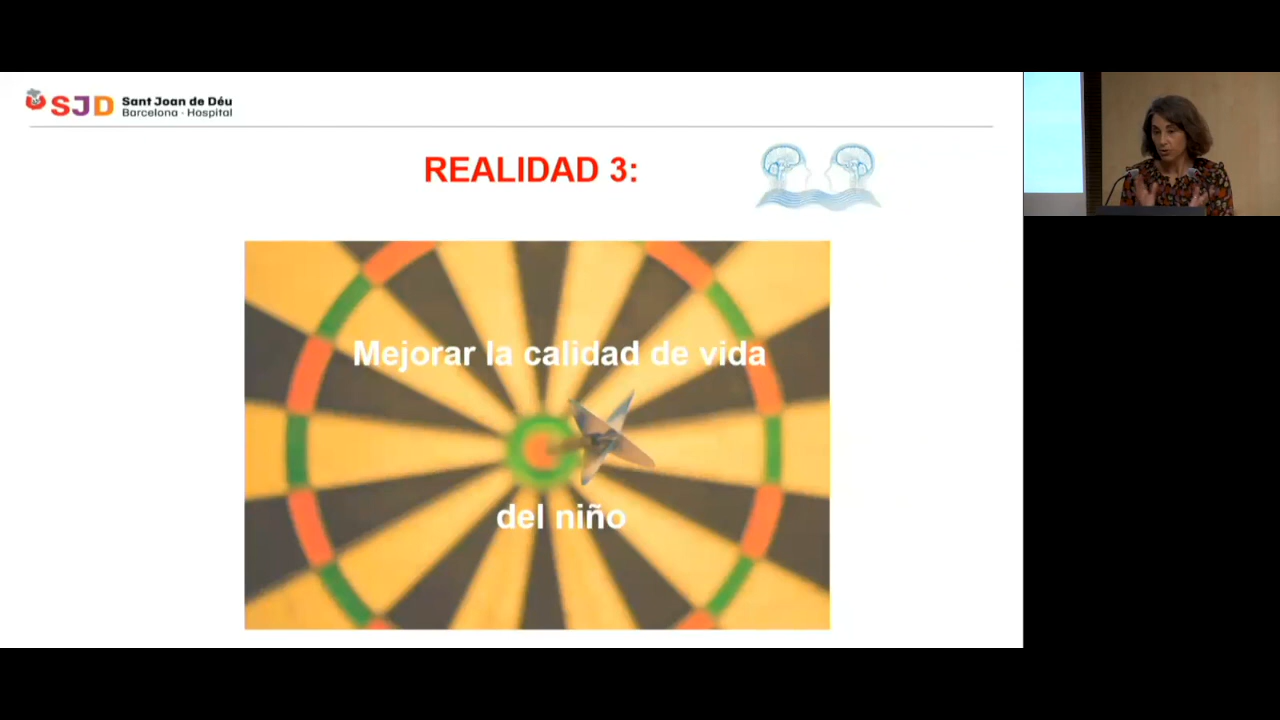 SJD Sant Joan de Déu
Barcelona · Hospital
REALIDAD 3:
Mejorar la calidad de vida
del niño